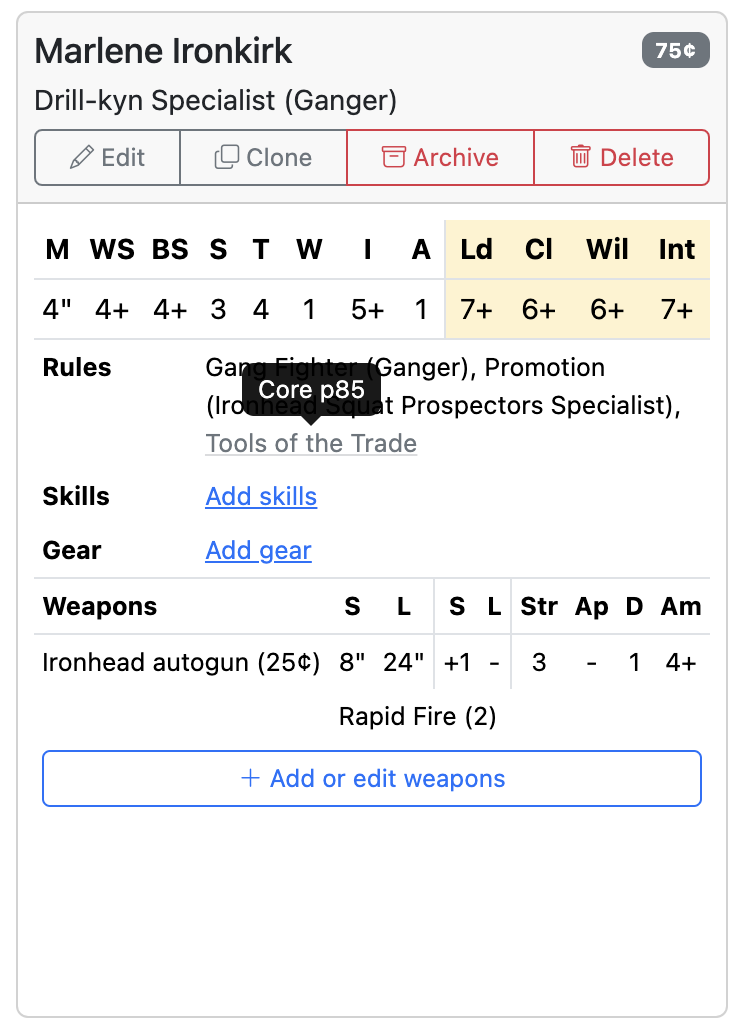 Marlene Ironkirk 75¢
Drill-kyn Specialist (Ganger)
Edit Clone Archive Delete
M WS BS S T W I A Ld Cl Wil Int
4" 4+ 4+ 3 4 1 5+ 1 7+ 6+ 6+ 7+
Rules Gang Fighter (Ganger), Promotion
Core p85
(Ironhead Squat Prospectors Specialist),
Tools of the Trade
Skills Add skills
Gear Add gear
Weapons S L S L Str Ap D Am
Ironhead autogun (25¢) 8" 24" +1 - 3 - 1 4+
Rapid Fire (2)
+ Add or edit weapons